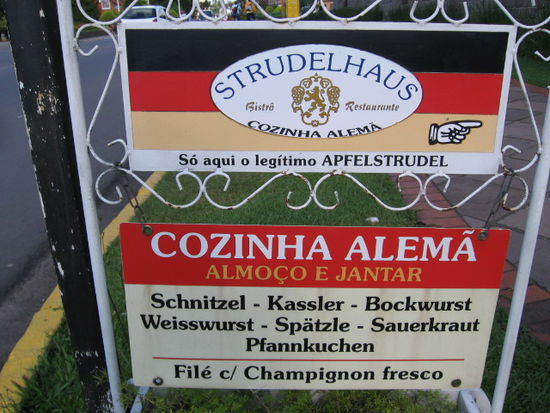 STRUDELHAUS
Bistrô Restaurante
COZINHA ALEMÃ
Só aqui o legítimo APFELSTRUDEL
COZINHA ALEMÃ
ALMOÇO E JANTAR
Schnitzel - Kassler - Bockwurst
Weisswurst - Spätzle - Sauerkraut
Pfannkuchen
Filé c/ Champignon fresco